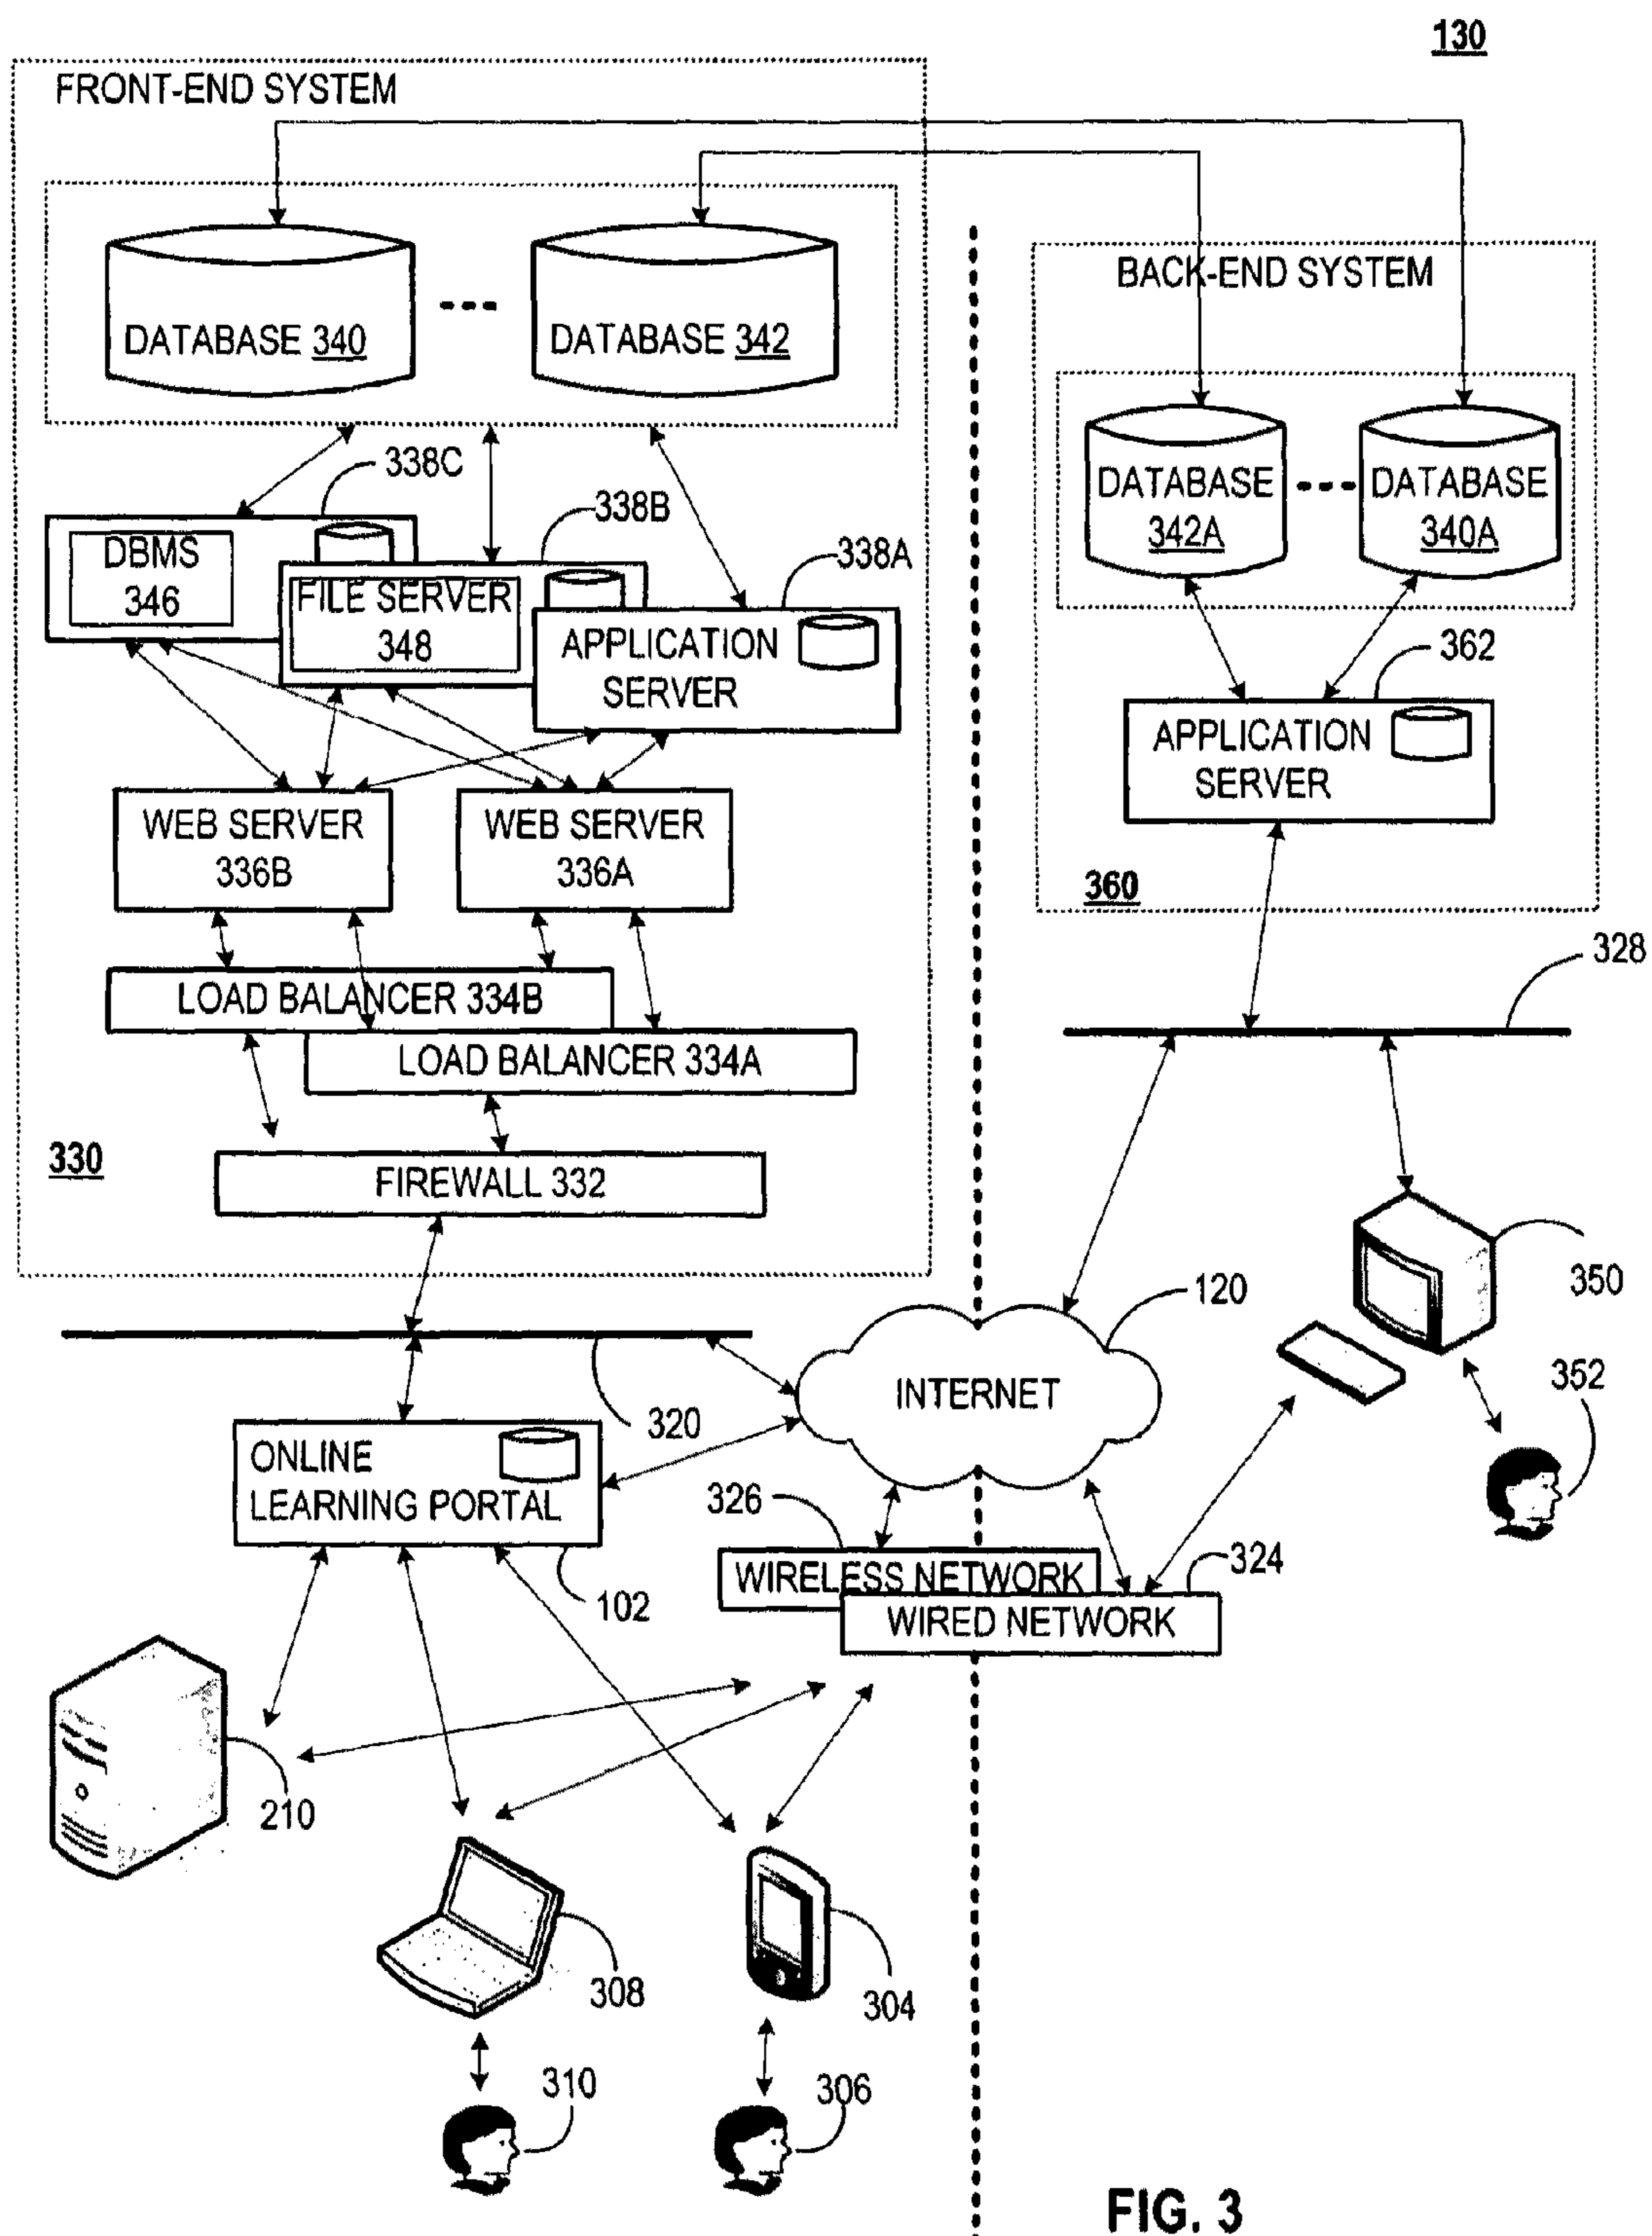 130
FRONT-END SYSTEM
BACK-END SYSTEM
DATABASE 340
DATABASE 342
DATABASE
342A
DATABASE
340A
338C
338B
338A
DBMS
346
FILE SERVER
348
APPLICATION
SERVER
362
APPLICATION
SERVER
WEB SERVER
336B
WEB SERVER
336A
360
328
LOAD BALANCER 334B
LOAD BALANCER 334A
330
FIREWALL 332
350
120
INTERNET
352
320
ONLINE
LEARNING PORTAL
326
WIRELESS NETWORK
324
WIRED NETWORK
102
210
308
304
310
306
FIG. 3